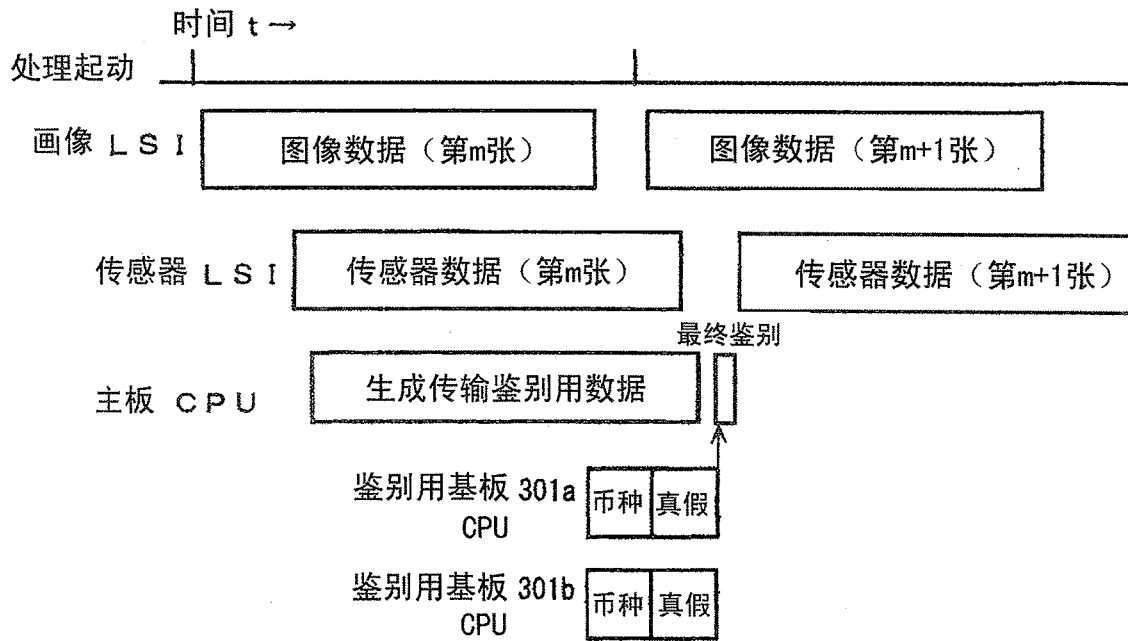 时间 t→
处理起动
画像 LSI 图像数据（第m张） 图像数据（第m+1张）
传感器 LSI 传感器数据（第m张） 传感器数据（第m+1张）
最终鉴别
主板 CPU 生成传输鉴别用数据
鉴别用基板 301a
CPU
币种 真假
鉴别用基板 301b
CPU
币种 真假